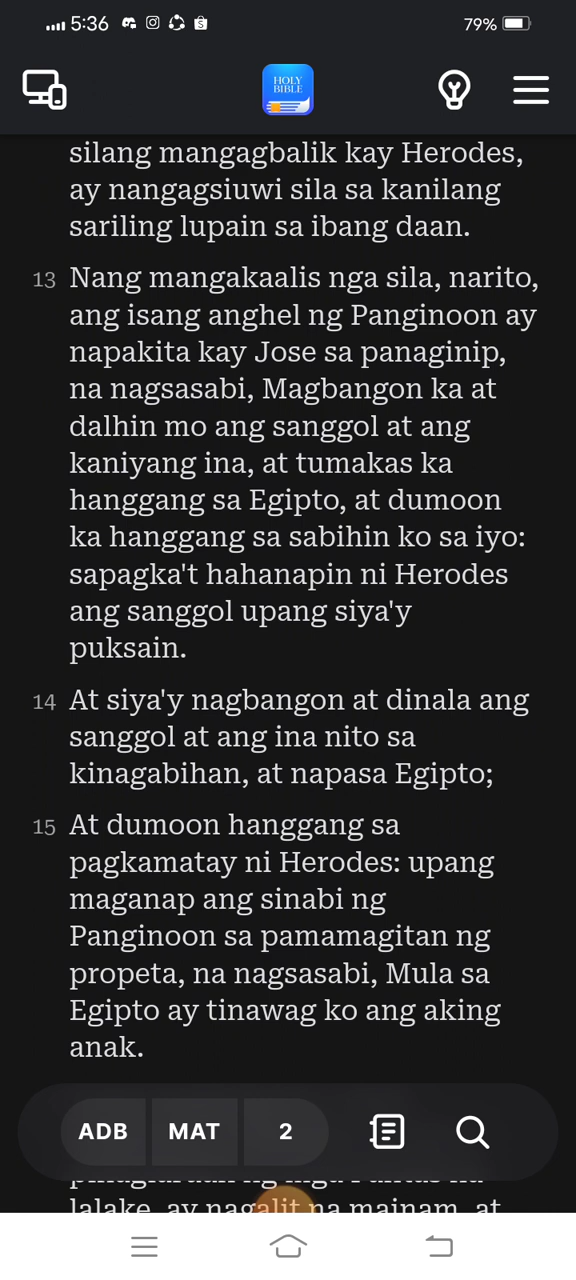 5:36
79%
HOLY
BIBLE
silang mangagbalik kay Herodes,
ay nangagsiuwi sila sa kanilang
sariling lupain sa ibang daan.
13 Nang mangakaalis nga sila, narito,
ang isang anghel ng Panginoon ay
napakita kay Jose sa panaginip,
na nagsasabi, Magbangon ka at
dalhin mo ang sanggol at ang
kaniyang ina, at tumakas ka
hanggang sa Egipto, at dumoon
ka hanggang sa sabihin ko sa iyo:
sapagka't hahanapin ni Herodes
ang sanggol upang siya'y
puksain.
14 At siya'y nagbangon at dinala ang
sanggol at ang ina nito sa
kinagabihan, at napasa Egipto;
15 At dumoon hanggang sa
pagkamatay ni Herodes: upang
maganap ang sinabi ng
Panginoon sa pamamagitan ng
propeta, na nagsasabi, Mula sa
Egipto ay tinawag ko ang aking
anak.
ADB MAT 2
lalake, ay nagalit na mainam, at